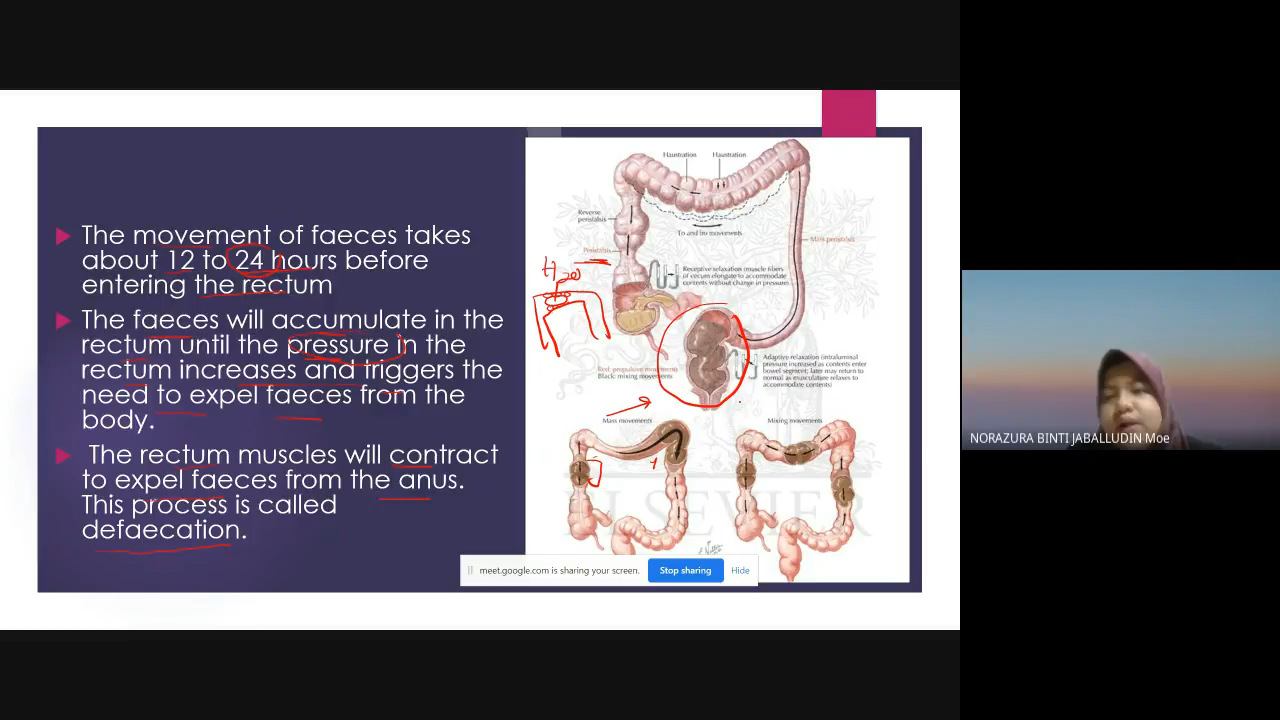 The movement of faeces takes
about 12 to 24 hours before
entering the rectum
The faeces will accumulate in the
rectum until the pressure in the
rectum increases and triggers the
need to expel faeces from the
body.
The rectum muscles will contract
to expel faeces from the anus.
This process is called
defaecation.
Haustration
Haustration
Reverse
peristalsis
To and fro movements
Mass peristalsis
Peristalsis
Receptive relaxation (muscle fibers
of cecum elongate to accommodate
contents without change in pressure)
H2O
Adaptive relaxation (intraluminal
pressure increased as contents enter
bowel segment; later may return to
normal as musculature relaxes to
accommodate contents)
Red: propulsive movements
Black: mixing movements
Mass movements
Mixing movements
ELSEVIER
meet.google.com is sharing your screen.
Stop sharing
Hide
NORAZURA BINTI JABALLUDIN Moe